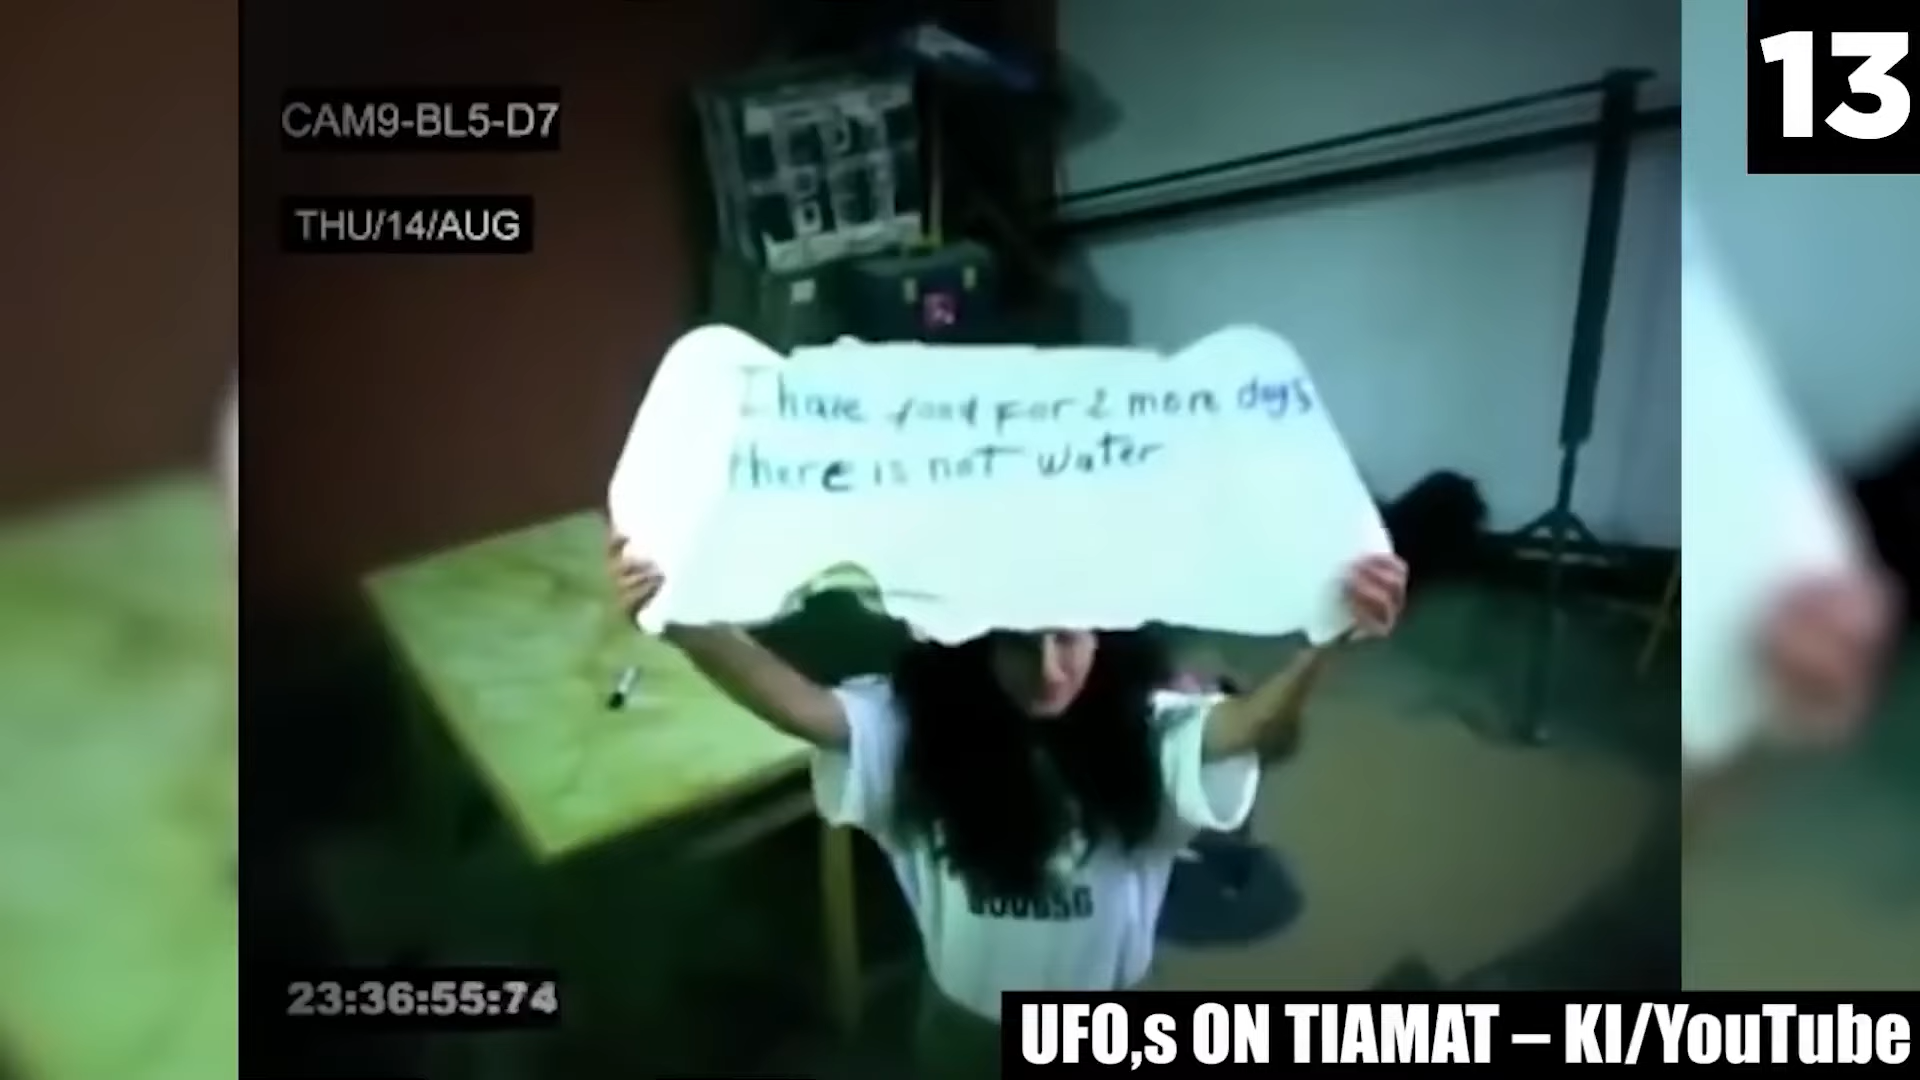 13
CAM9-BL5-D7
THU/14/AUG
I have food for 2 more days
there is not water
23:36:55:74
UFO,s ON TIAMAT – KI/YouTube